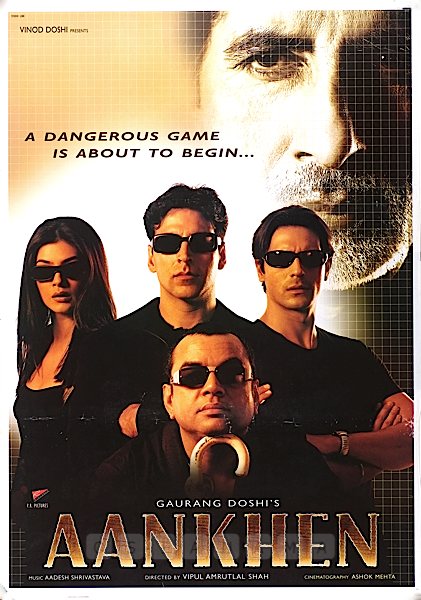 VINOD DOSHI PRESENTS
A DANGEROUS GAME
IS ABOUT TO BEGIN...
GAURANG DOSHI'S
AANKHEN
MUSIC AADESH SHRIVASTAVA
DIRECTED BY VIPUL AMRUTLAL SHAH
CINEMATOGRAPHY ASHOK MEHTA